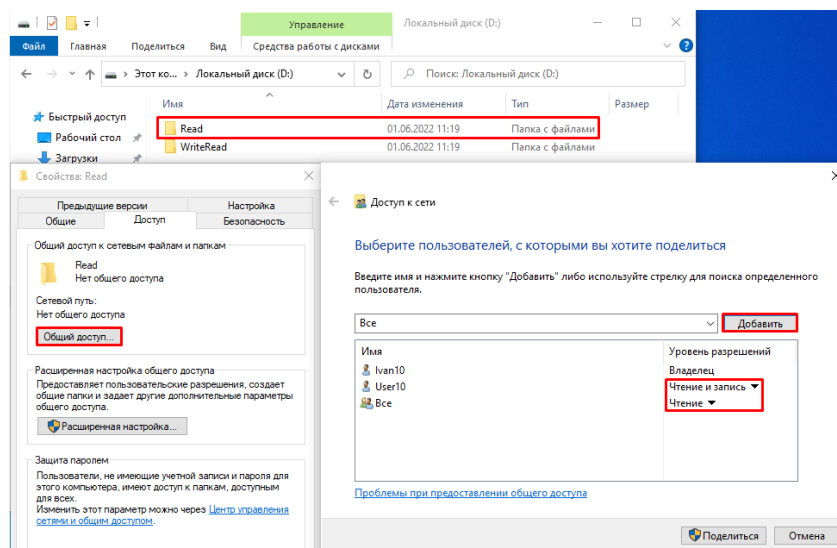 Управление
Локальный диск (D:)
Файл Главная Поделиться Вид Средства работы с дисками
Этот ко... › Локальный диск (D:)
Поиск: Локальный диск (D:)
Имя Дата изменения Тип Размер
Быстрый доступ
Рабочий стол
Загрузки
Read 01.06.2022 11:19 Папка с файлами
WriteRead 01.06.2022 11:19 Папка с файлами
Свойства: Read
Предыдущие версии Настройка
Общие Доступ Безопасность
Общий доступ к сетевым файлам и папкам
Read
Нет общего доступа
Сетевой путь:
Нет общего доступа
Общий доступ...
Расширенная настройка общего доступа
Предоставляет пользовательские разрешения, создает
общие папки и задает другие дополнительные параметры
общего доступа.
Расширенная настройка...
Защита паролем
Пользователи, не имеющие учетной
записи и пароля для
этого компьютера, имеют доступ к папкам, доступным
для всех.
Изменить этот параметр можно через Центр управления
сетями и общим доступом.
Доступ к сети
Выберите пользователей, с которыми вы хотите поделиться
Введите имя и нажмите кнопку "Добавить" либо используйте стрелку для поиска определенного
пользователя.
Все
Добавить
Имя Уровень разрешений
Ivan10 Владелец
User10 Чтение и запись
Все Чтение
Проблемы при предоставлении общего доступа
Поделиться Отмена